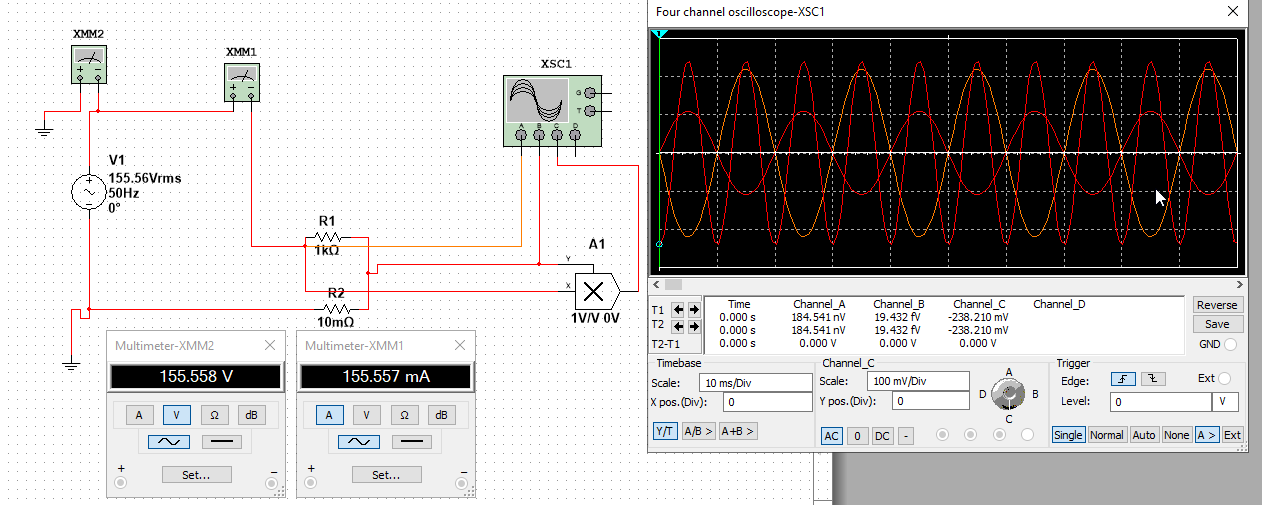 Four channel oscilloscope-XSC1
XMM2
XMM1
XSC1
G
T
A B C D
V1
155.56Vrms
50Hz
0°
R1
1kΩ
R2
10mΩ
A1
Y
X
1V/V 0V
Multimeter-XMM2
155.558 V
A V Ω dB
Set...
+ −
Multimeter-XMM1
155.557 mA
A V Ω dB
Set...
+ −
T1
T2
T2-T1
Time Channel_A Channel_B Channel_C Channel_D
0.000 s 184.541 nV 19.432 fV -238.210 mV
0.000 s 184.541 nV 19.432 fV -238.210 mV
0.000 s 0.000 V 0.000 V 0.000 V
Reverse
Save
GND
Timebase
Scale: 10 ms/Div
X pos.(Div): 0
Y/T A/B > A+B >
Channel_C
Scale: 100 mV/Div
Y pos.(Div): 0
AC 0 DC -
A
D B
C
Trigger
Edge: Ext
Level: 0 V
Single Normal Auto None A > Ext